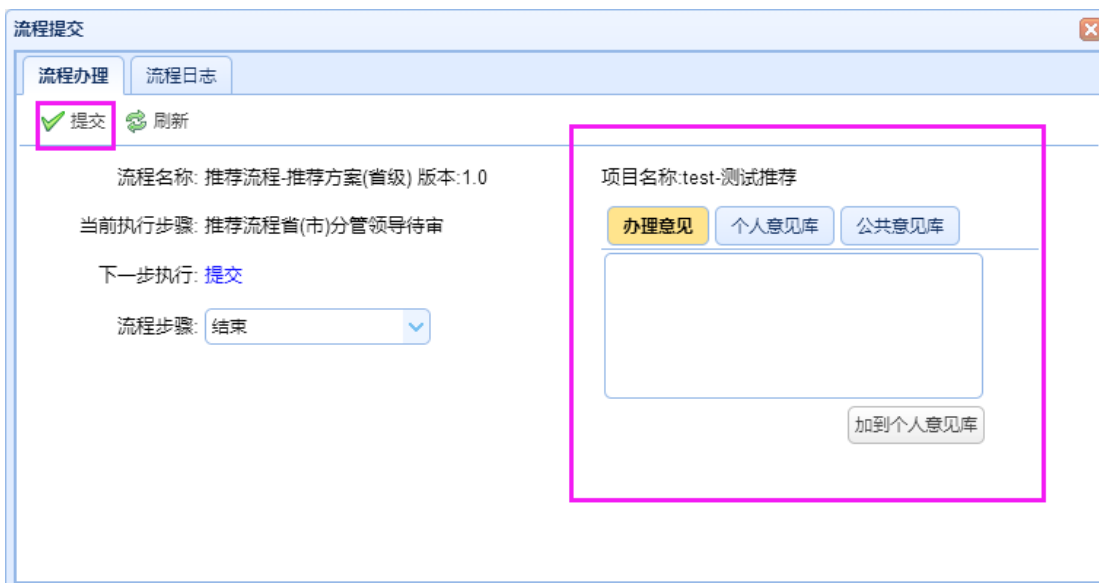 流程提交
流程办理 流程日志
提交 刷新
流程名称: 推荐流程-推荐方案(省级) 版本:1.0
当前执行步骤: 推荐流程省(市)分管领导待审
下一步执行: 提交
流程步骤: 结束
项目名称:test-测试推荐
办理意见 个人意见库 公共意见库
加到个人意见库